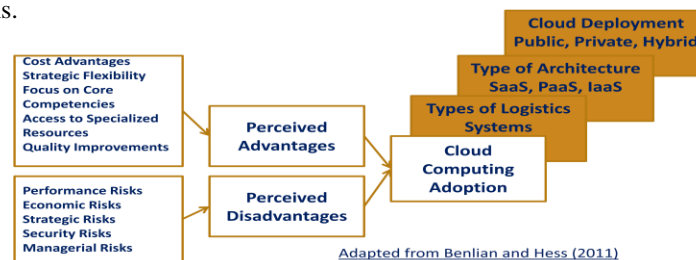 ns.
Cloud Deployment
Public, Private, Hybrid
Type of Architecture
SaaS, PaaS, IaaS
Types of Logistics
Systems
Cost Advantages
Strategic Flexibility
Focus on Core
Competencies
Access to Specialized
Resources
Quality Improvements
Perceived
Advantages
Cloud
Computing
Adoption
Performance Risks
Economic Risks
Strategic Risks
Security Risks
Managerial Risks
Perceived
Disadvantages
Adapted from Benlian and Hess (2011)